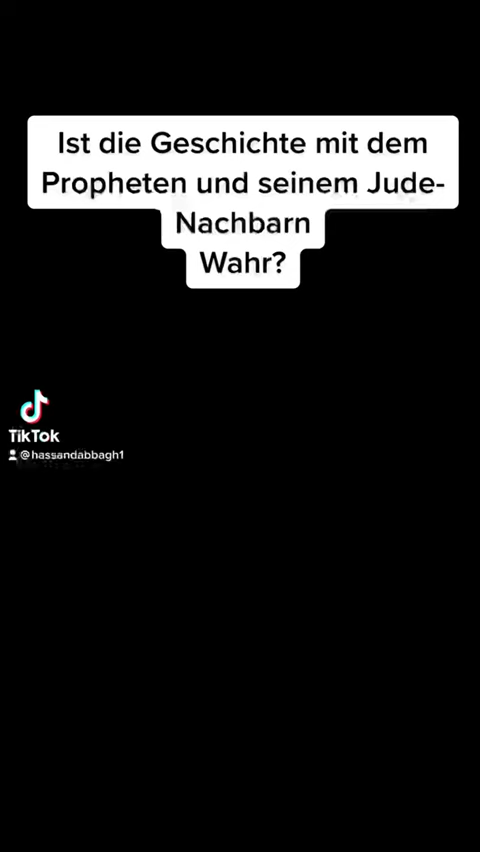 Ist die Geschichte mit dem
Propheten und seinem Jude-
Nachbarn
Wahr?
TikTok
@hassandabbagh1